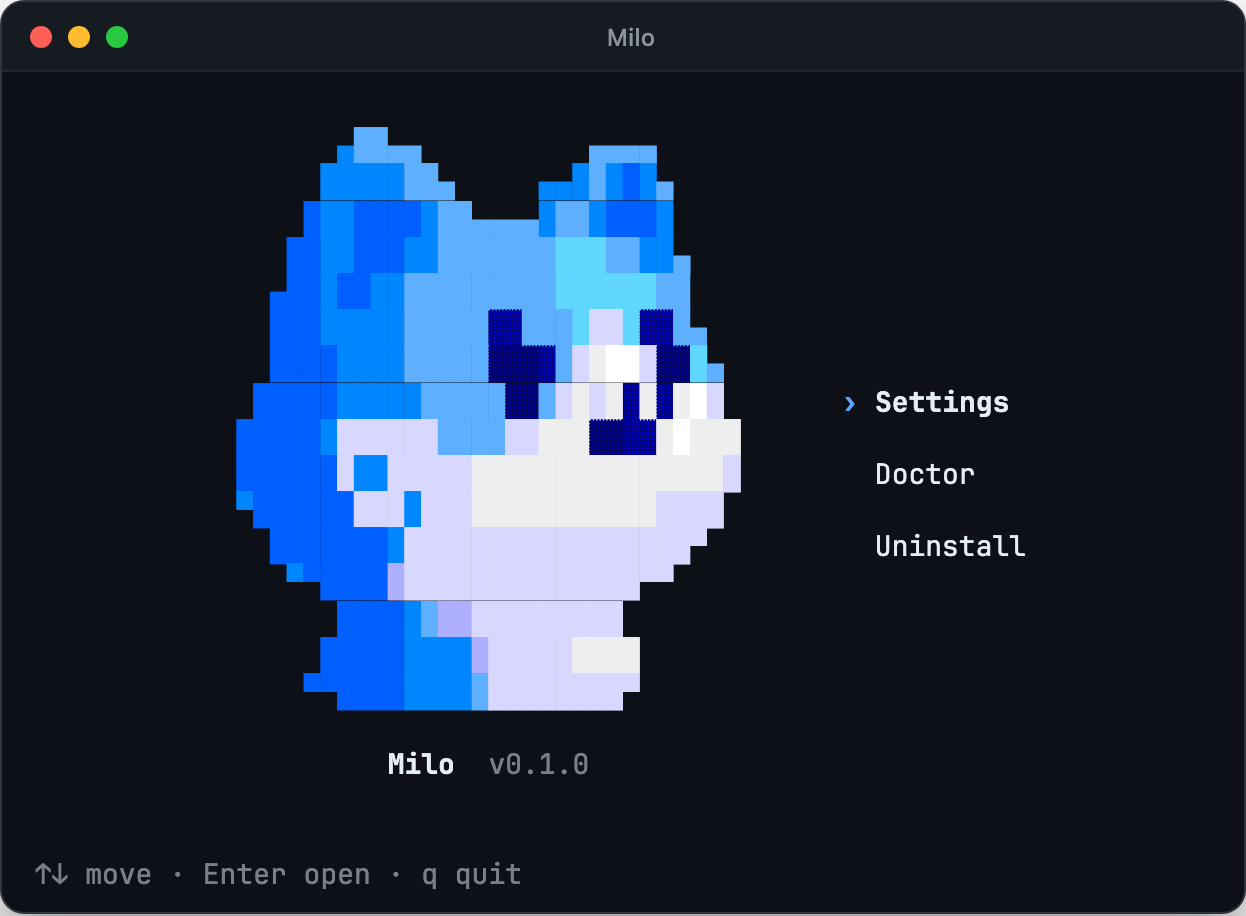 Milo
› Settings
Doctor
Uninstall
Milo v0.1.0
↑↓ move · Enter open · q quit